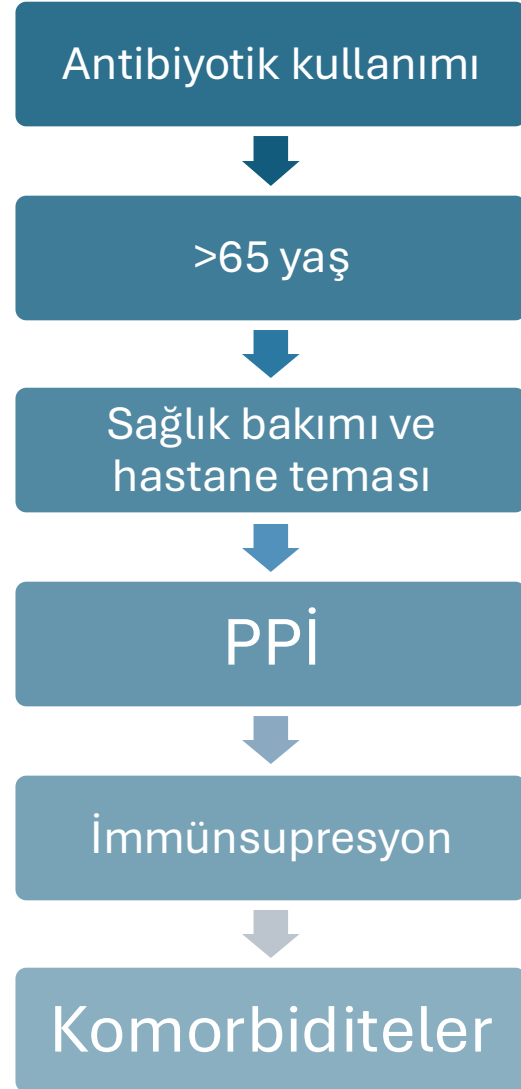 Antibiyotik kullanımı
>65 yaş
Sağlık bakımı ve
hastane teması
PPİ
İmmünsupresyon
Komorbiditeler